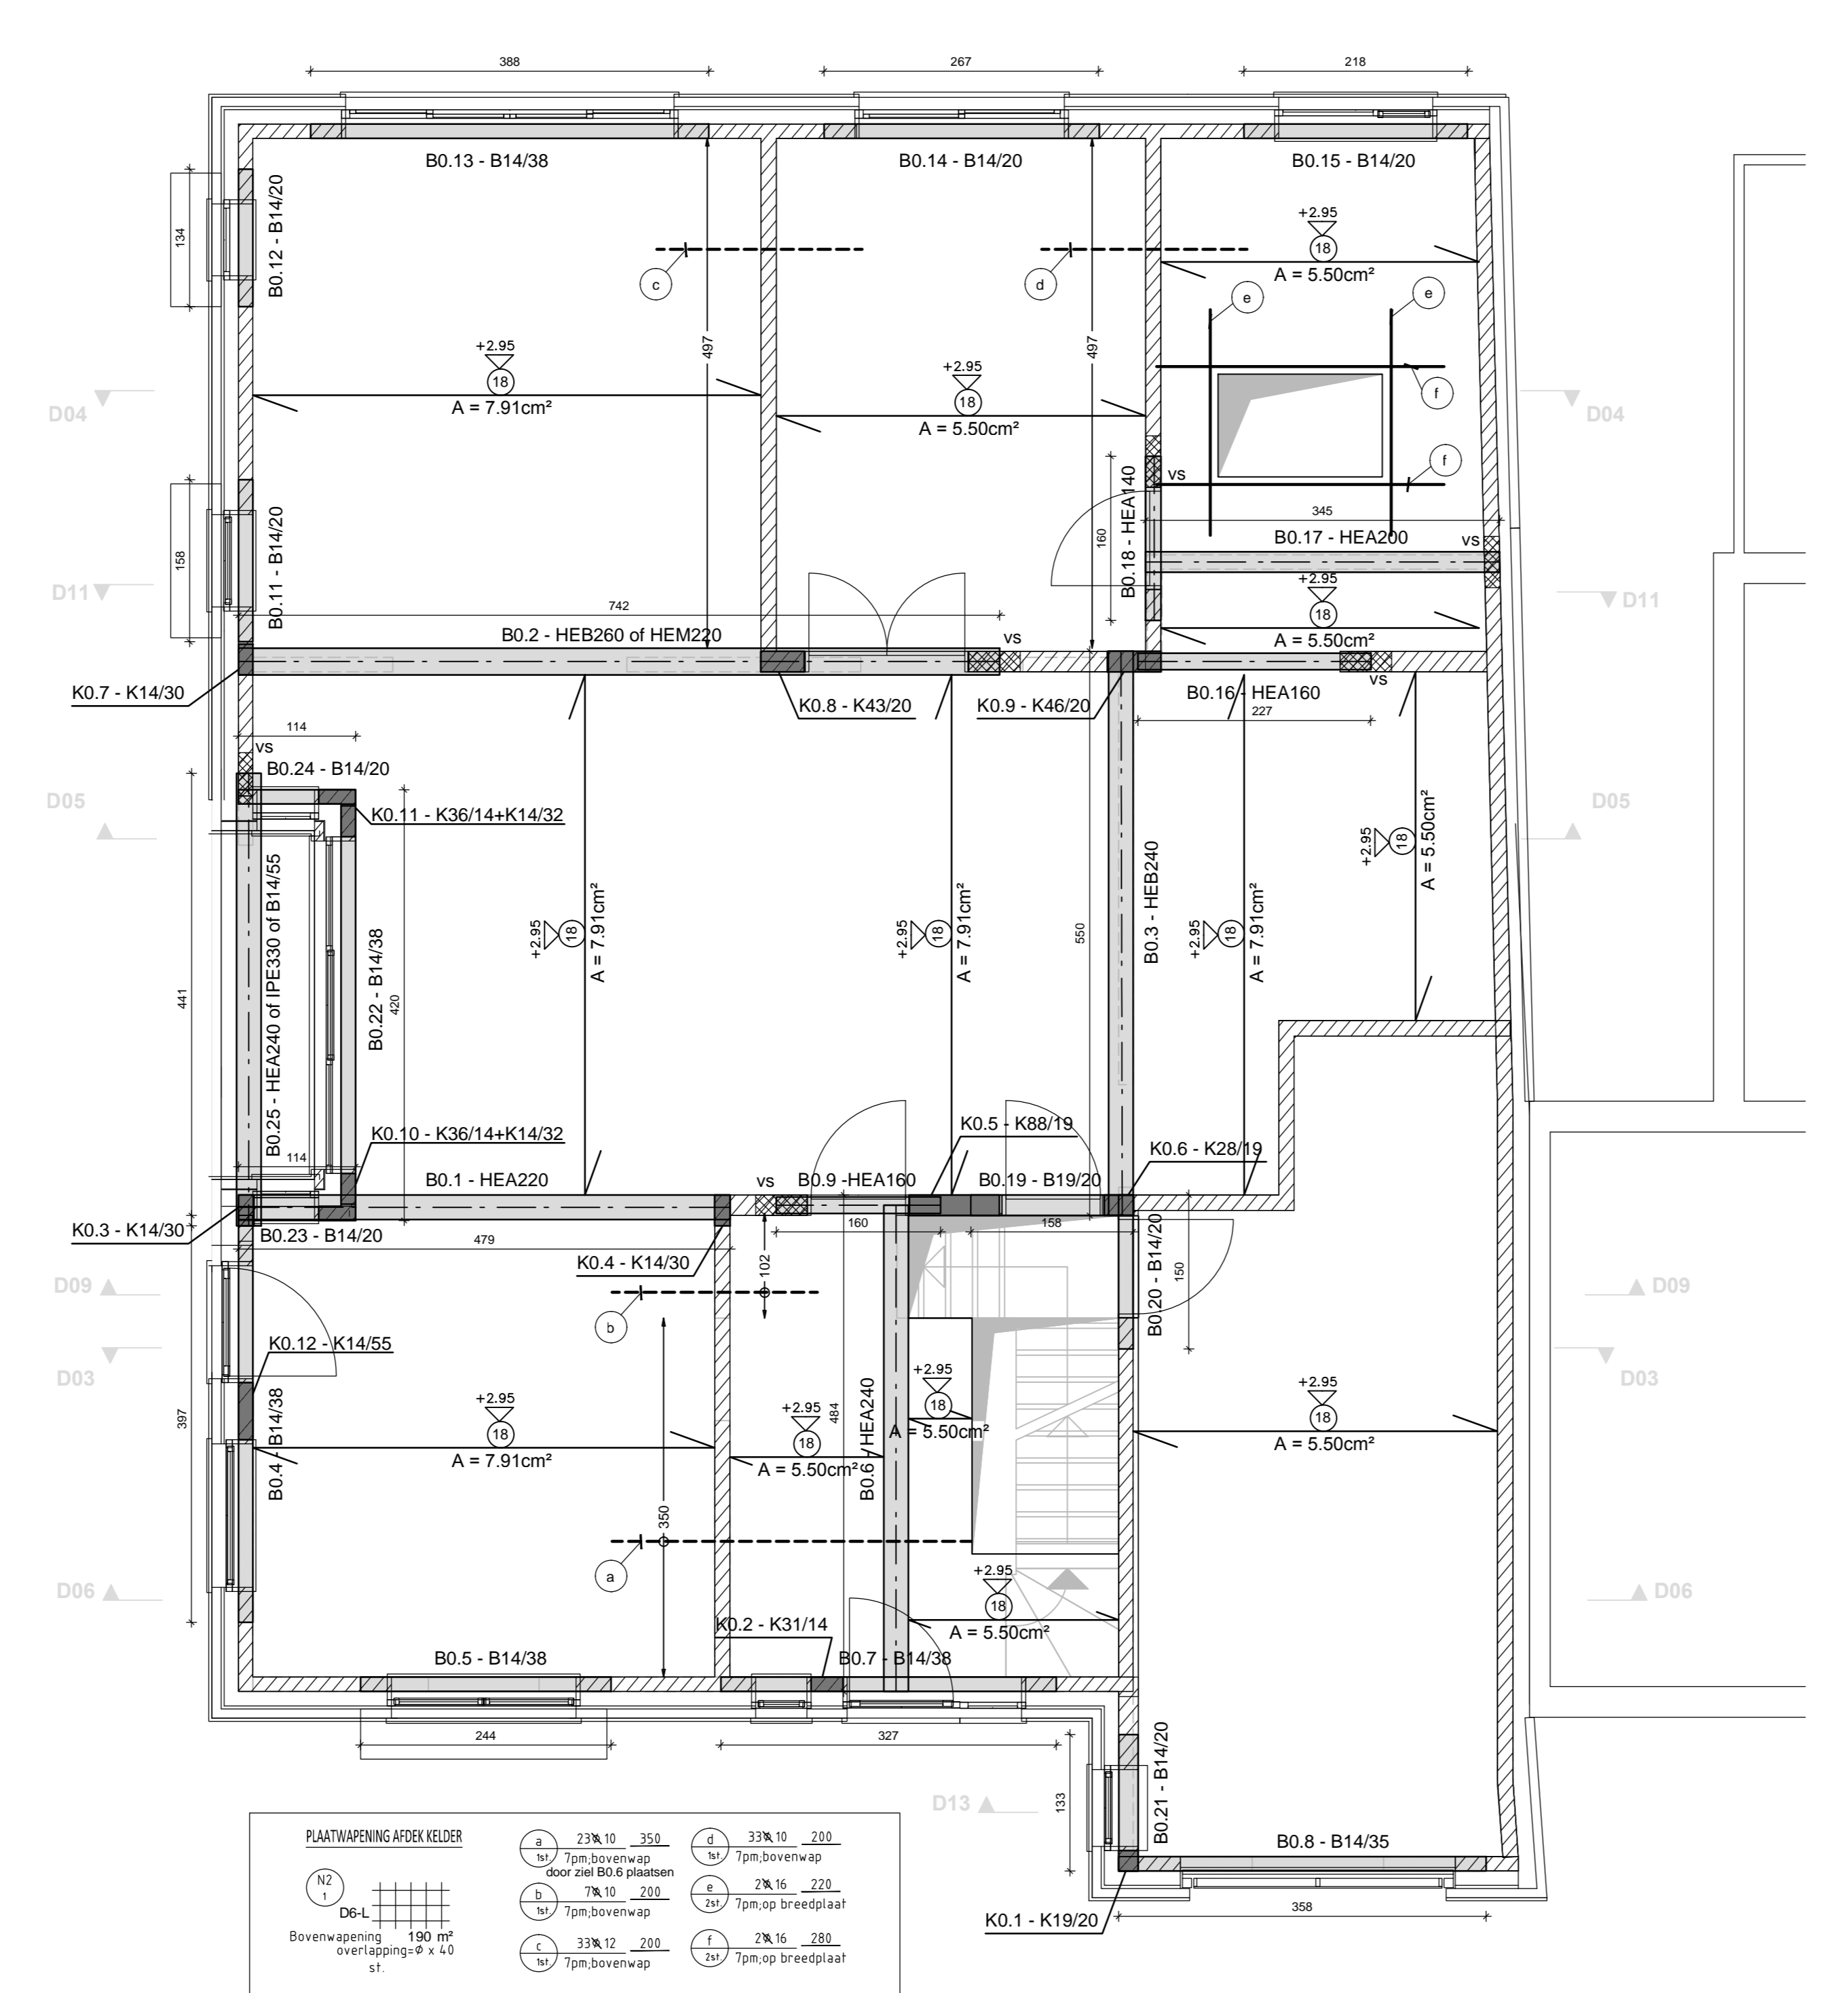 388
267
218
B0.13 - B14/38
B0.14 - B14/20
B0.15 - B14/20
B0.12 - B14/20
134
+2.95
18
A = 5.50cm²
c
d
e
e
497
497
+2.95
18
A = 7.91cm²
+2.95
18
A = 5.50cm²
f
f
D04
D04
vs
B0.18 - HEA140
160
345
B0.17 - HEA200
vs
B0.11 - B14/20
158
D11
D11
+2.95
18
A = 5.50cm²
742
B0.2 - HEB260 of HEM220
vs
K0.7 - K14/30
K0.8 - K43/20
K0.9 - K46/20
B0.16 - HEA160
vs
227
114
vs
B0.24 - B14/20
K0.11 - K36/14+K14/32
D05
D05
+2.95
18
A = 5.50cm²
B0.25 - HEA240 of IPE330 of B14/55
B0.22 - B14/38
441
420
+2.95
18
A = 7.91cm²
+2.95
18
A = 7.91cm²
550
B0.3 - HEB240
+2.95
18
A = 7.91cm²
K0.10 - K36/14+K14/32
114
K0.5 - K88/19
K0.6 - K28/19
B0.1 - HEA220
vs
B0.9 -HEA160
B0.19 - B19/20
K0.3 - K14/30
B0.23 - B14/20
479
K0.4 - K14/30
160
158
102
B0.20 - B14/20
150
D09
D09
b
K0.12 - K14/55
D03
D03
B0.4 - B14/38
397
+2.95
18
A = 7.91cm²
+2.95
18
A = 5.50cm²
484
B0.6 - HEA240
+2.95
18
A = 5.50cm²
+2.95
18
A = 5.50cm²
350
a
D06
D06
+2.95
18
A = 5.50cm²
K0.2 - K31/14
B0.5 - B14/38
B0.7 - B14/38
244
327
B0.21 - B14/20
133
D13
B0.8 - B14/35
K0.1 - K19/20
358
PLAATWAPENING AFDEK KELDER
N2
1
D6-L
Bovenwapening 190 m²
overlapping=Ø x 40
st.
a 23 10 350
1st. 7pm;bovenwap
door ziel B0.6 plaatsen
b 7 10 200
1st. 7pm;bovenwap
c 33 12 200
1st. 7pm;bovenwap
d 33 10 200
1st. 7pm;bovenwap
e 2 16 220
2st. 7pm;op breedplaat
f 2 16 280
2st. 7pm;op breedplaat